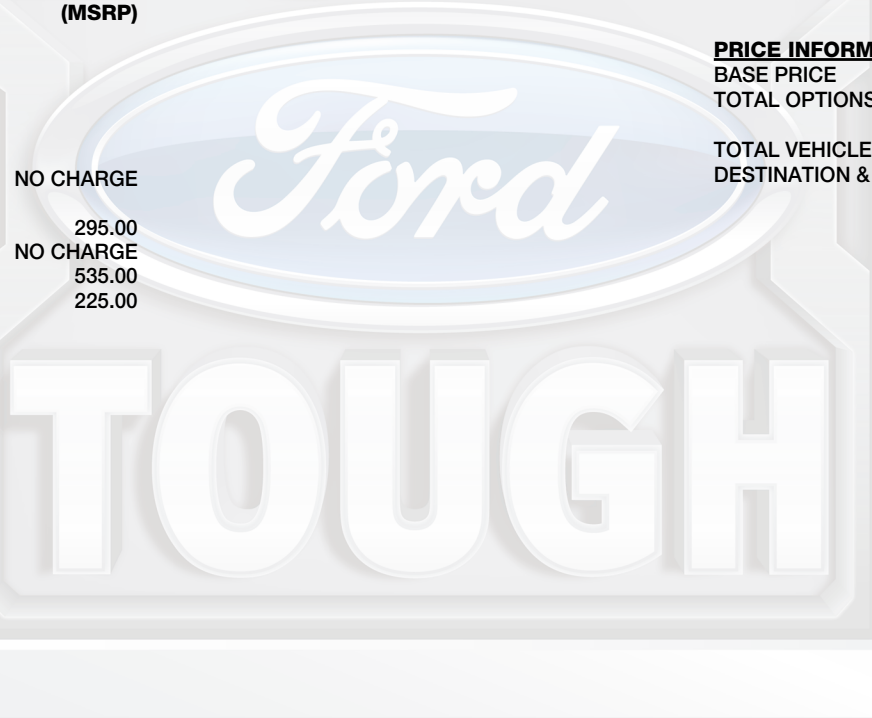 (MSRP)
NO CHARGE
295.00
NO CHARGE
535.00
225.00
PRICE INFORM
BASE PRICE
TOTAL OPTIONS
TOTAL VEHICLE
DESTINATION &
Ford
TOUGH